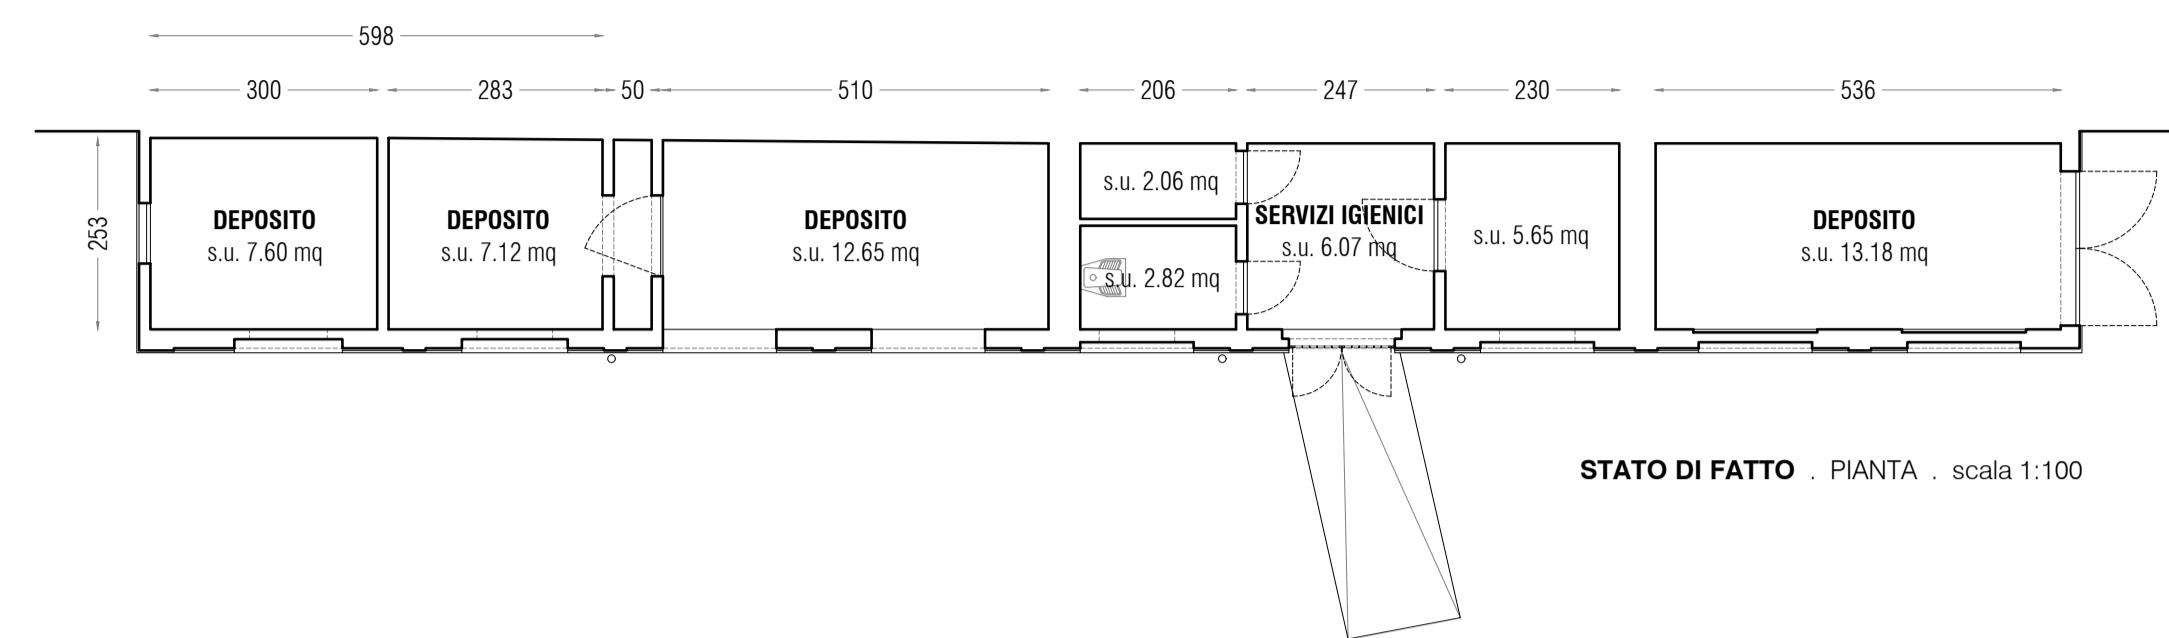 598
300 283 50 510 206 247 230 536
253
DEPOSITO
s.u. 7.60 mq
DEPOSITO
s.u. 7.12 mq
DEPOSITO
s.u. 12.65 mq
s.u. 2.06 mq
s.u. 2.82 mq
SERVIZI IGIENICI
s.u. 6.07 mq
s.u. 5.65 mq
DEPOSITO
s.u. 13.18 mq
STATO DI FATTO . PIANTA . scala 1:100